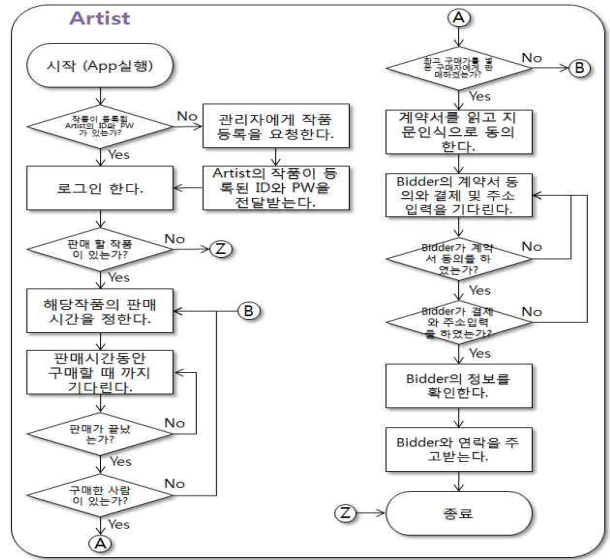 Artist
시작 (App실행)
작품이 등록된
Artist의 ID와 PW
가 있는가?
No
관리자에게 작품
등록을 요청한다.
Yes
로그인 한다.
Artist의 작품이 등
록된 ID와 PW을
전달받는다.
판매 할 작품
이 있는가?
No
Z
Yes
해당작품의 판매
시간을 정한다.
B
판매시간동안
구매할 때 까지
기다린다.
판매가 끝났
는가?
No
Yes
구매한 사람
이 있는가?
No
Yes
A
A
최고 구매가를 넣
은 구매자에게 판
매하겠는가?
No
B
Yes
계약서를 읽고 지
문인식으로 동의
한다.
Bidder의 계약서 동
의와 결제 및 주소
입력을 기다린다.
Bidder가 계약
서 동의를 하
였는가?
No
Yes
Bidder가 결제
와 주소입력
을 하였는가?
No
Yes
Bidder의 정보를
확인한다.
Bidder와 연락을 주
고받는다.
Z
종료